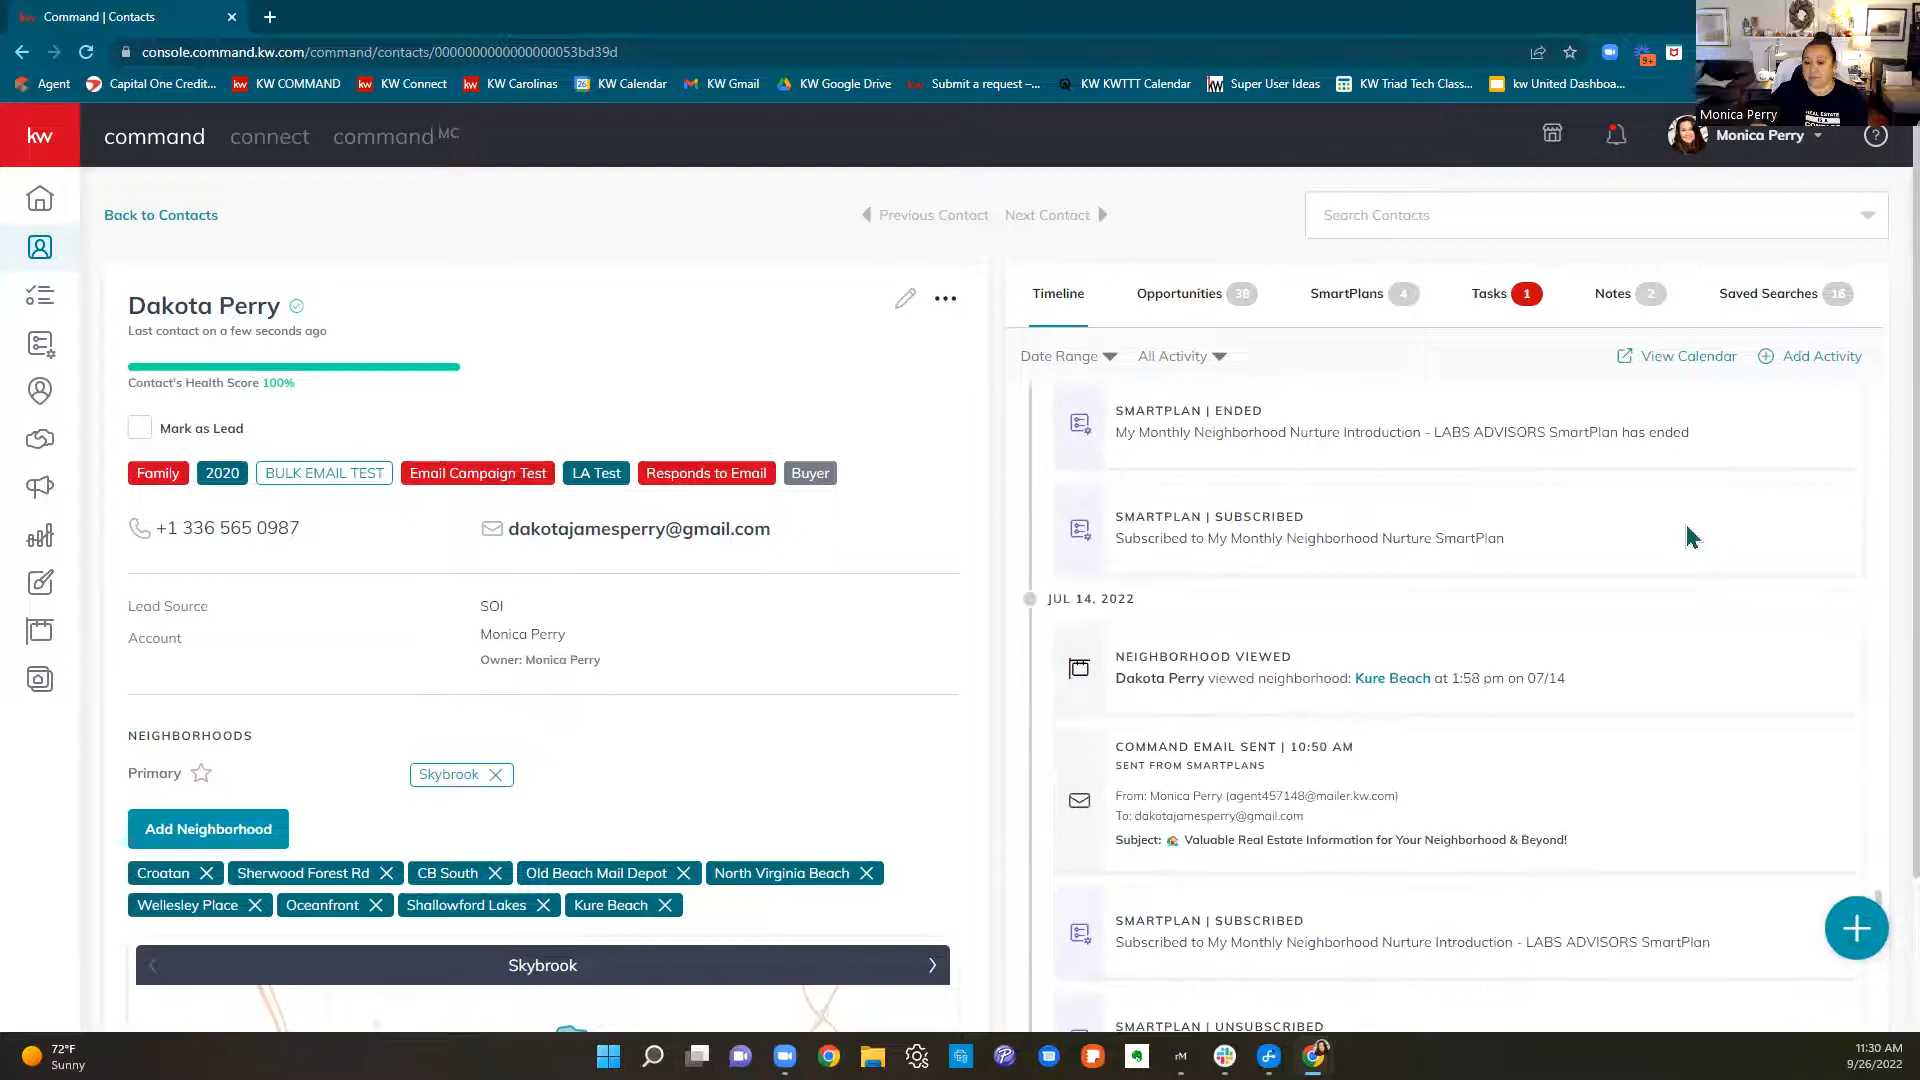 Command | Contacts
console.command.kw.com/command/contacts/0000000000000000053bd39d
9+
Agent
Capital One Credit...
KW COMMAND
KW Connect
KW Carolinas
KW Calendar
KW Gmail
KW Google Drive
Submit a request –...
KW KWTTT Calendar
Super User Ideas
KW Triad Tech Class...
kw United Dashboa...
REAL ESTATE
Monica Perry
kw
command
connect
command MC
Monica Perry
Back to Contacts
Previous Contact
Next Contact
Search Contacts
Dakota Perry
Last contact on a few seconds ago
Contact's Health Score 100%
Mark as Lead
Family
2020
BULK EMAIL TEST
Email Campaign Test
LA Test
Responds to Email
Buyer
+1 336 565 0987
dakotajamesperry@gmail.com
Lead Source
SOI
Account
Monica Perry
Owner: Monica Perry
NEIGHBORHOODS
Primary
Skybrook
Add Neighborhood
Croatan
Sherwood Forest Rd
CB South
Old Beach Mail Depot
North Virginia Beach
Wellesley Place
Oceanfront
Shallowford Lakes
Kure Beach
Skybrook
Timeline
Opportunities 38
SmartPlans 4
Tasks 1
Notes 2
Saved Searches 16
Date Range
All Activity
View Calendar
Add Activity
SMARTPLAN | ENDED
My Monthly Neighborhood Nurture Introduction - LABS ADVISORS SmartPlan has ended
SMARTPLAN | SUBSCRIBED
Subscribed to My Monthly Neighborhood Nurture SmartPlan
JUL 14, 2022
NEIGHBORHOOD VIEWED
Dakota Perry viewed neighborhood: Kure Beach at 1:58 pm on 07/14
COMMAND EMAIL SENT | 10:50 AM
SENT FROM SMARTPLANS
From: Monica Perry (agent457148@mailer.kw.com)
To: dakotajamesperry@gmail.com
Subject: 🏠 Valuable Real Estate Information for Your Neighborhood & Beyond!
SMARTPLAN | SUBSCRIBED
Subscribed to My Monthly Neighborhood Nurture Introduction - LABS ADVISORS SmartPlan
SMARTPLAN | UNSUBSCRIBED
72°F
Sunny
11:30 AM
9/26/2022